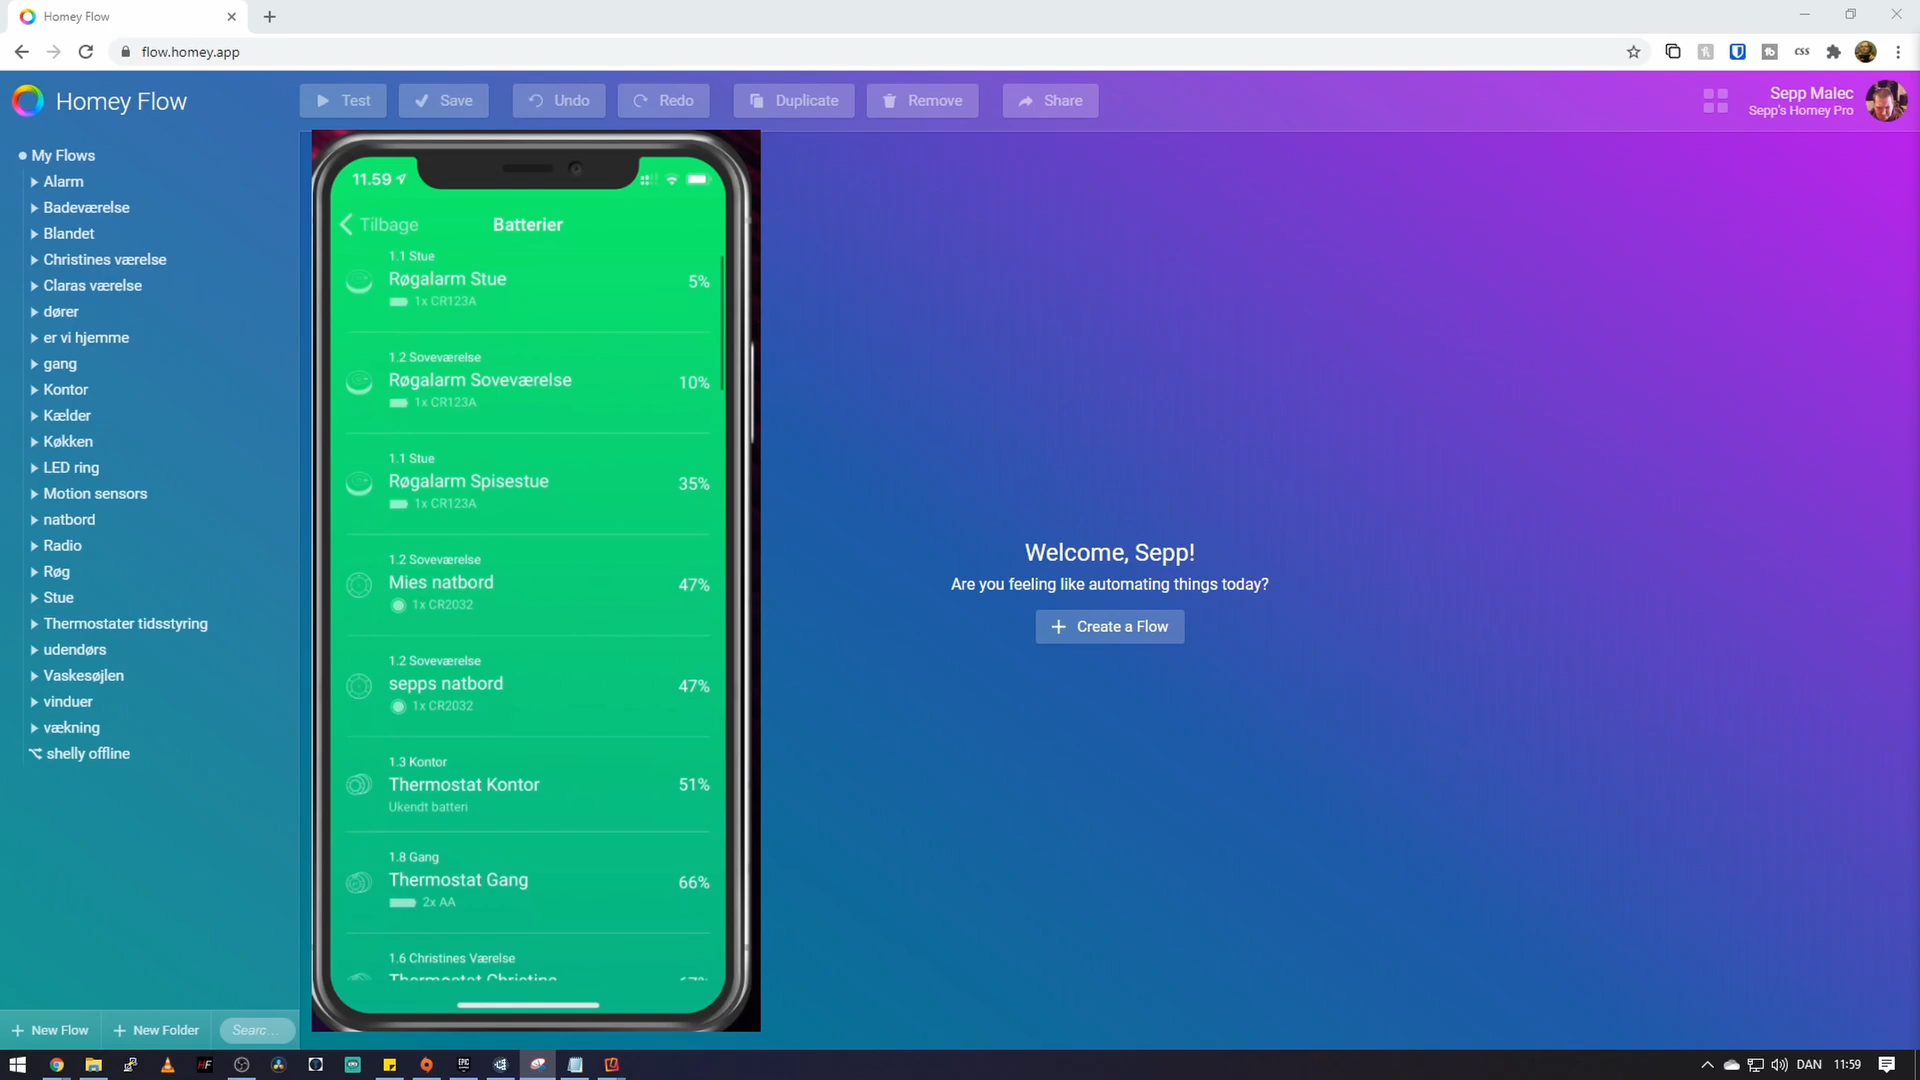 Homey Flow
flow.homey.app
CSS
Homey Flow
Test
Save
Undo
Redo
Duplicate
Remove
Share
Sepp Malec
Sepp's Homey Pro
My Flows
Alarm
Badeværelse
Blandet
Christines værelse
Claras værelse
dører
er vi hjemme
gang
Kontor
Kælder
Køkken
LED ring
Motion sensors
natbord
Radio
Røg
Stue
Thermostater tidsstyring
udendørs
Vaskesøjlen
vinduer
vækning
shelly offline
New Flow
New Folder
Searc...
11.59
Tilbage
Batterier
1.1 Stue
Røgalarm Stue
5%
1x CR123A
1.2 Soveværelse
Røgalarm Soveværelse
10%
1x CR123A
1.1 Stue
Røgalarm Spisestue
35%
1x CR123A
1.2 Soveværelse
Mies natbord
47%
1x CR2032
1.2 Soveværelse
sepps natbord
47%
1x CR2032
1.3 Kontor
Thermostat Kontor
51%
Ukendt batteri
1.8 Gang
Thermostat Gang
66%
2x AA
1.6 Christines Værelse
Thermostat Christine
Welcome, Sepp!
Are you feeling like automating things today?
Create a Flow
HF
EPIC
DAN
11:59